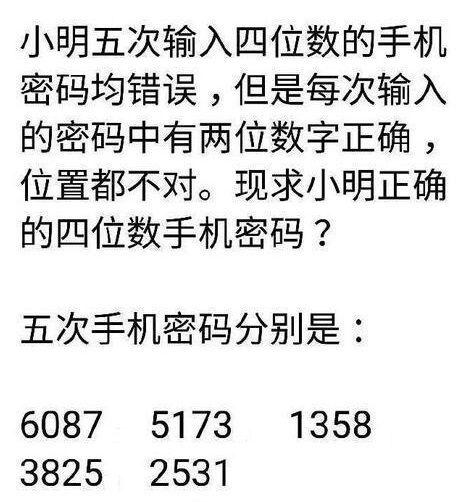 小明五次输入四位数的手机
密码均错误，但是每次输入
的密码中有两位数字正确，
位置都不对。现求小明正确
的四位数手机密码？
五次手机密码分别是：
6087 5173 1358
3825 2531